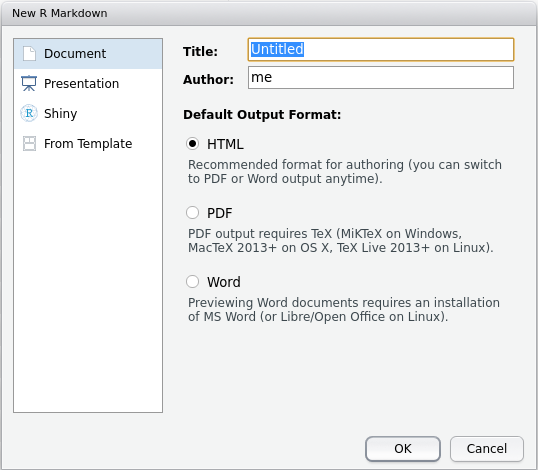 New R Markdown
Document
Presentation
Shiny
From Template
Title: Untitled
Author: me
Default Output Format:
HTML
Recommended format for authoring (you can switch
to PDF or Word output anytime).
PDF
PDF output requires TeX (MiKTeX on Windows,
MacTeX 2013+ on OS X, TeX Live 2013+ on Linux).
Word
Previewing Word documents requires an installation
of MS Word (or Libre/Open Office on Linux).
OK Cancel